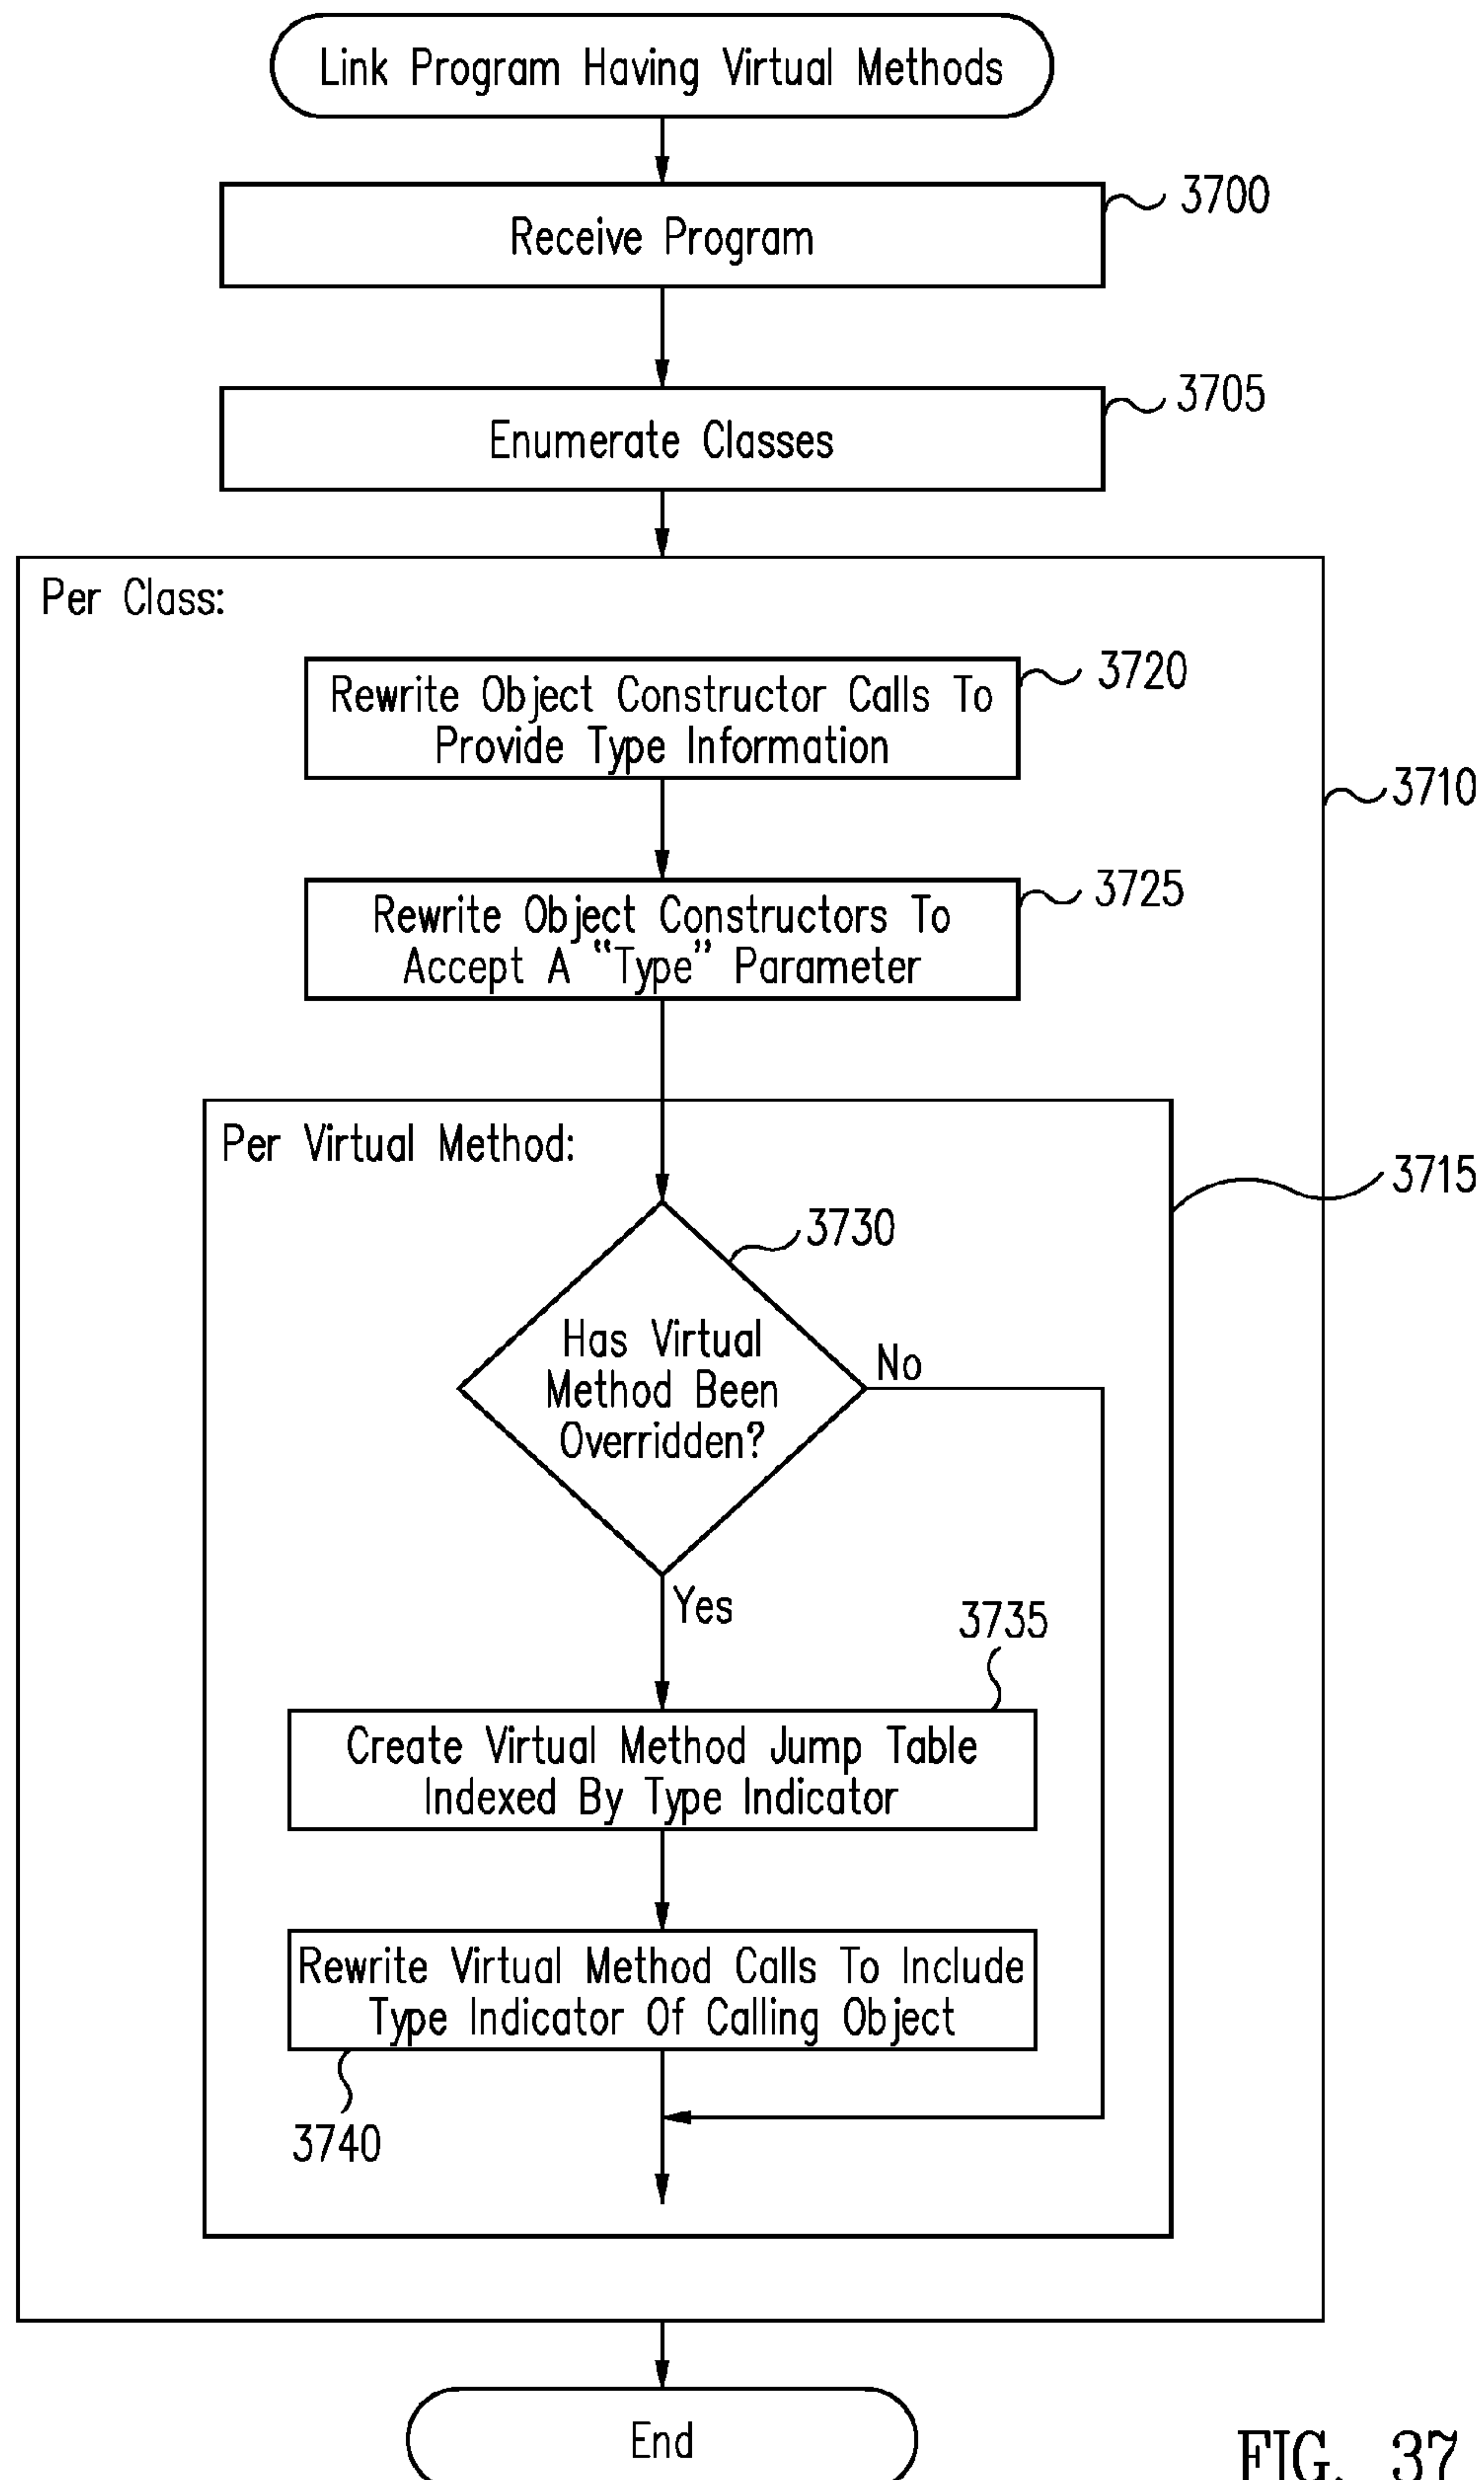 Link Program Having Virtual Methods
3700
Receive Program
3705
Enumerate Classes
Per Class:
3720
Rewrite Object Constructor Calls To
Provide Type Information
3710
3725
Rewrite Object Constructors To
Accept A “Type” Parameter
Per Virtual Method:
3715
3730
Has Virtual
Method Been
Overridden?
No
Yes
3735
Create Virtual Method Jump Table
Indexed By Type Indicator
Rewrite Virtual Method Calls To Include
Type Indicator Of Calling Object
3740
End
FIG. 37